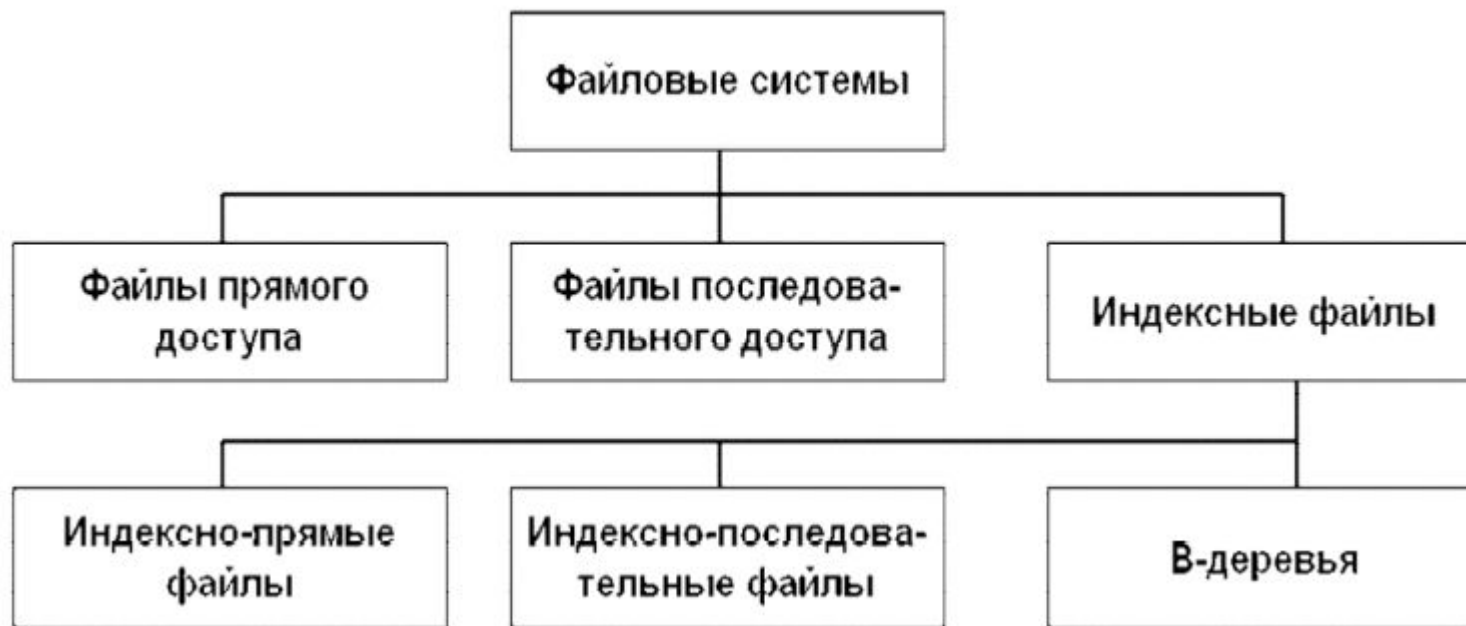 Файловые системы
Файлы прямого
доступа
Файлы последова-
тельного доступа
Индексные файлы
Индексно-прямые
файлы
Индексно-последова-
тельные файлы
В-деревья